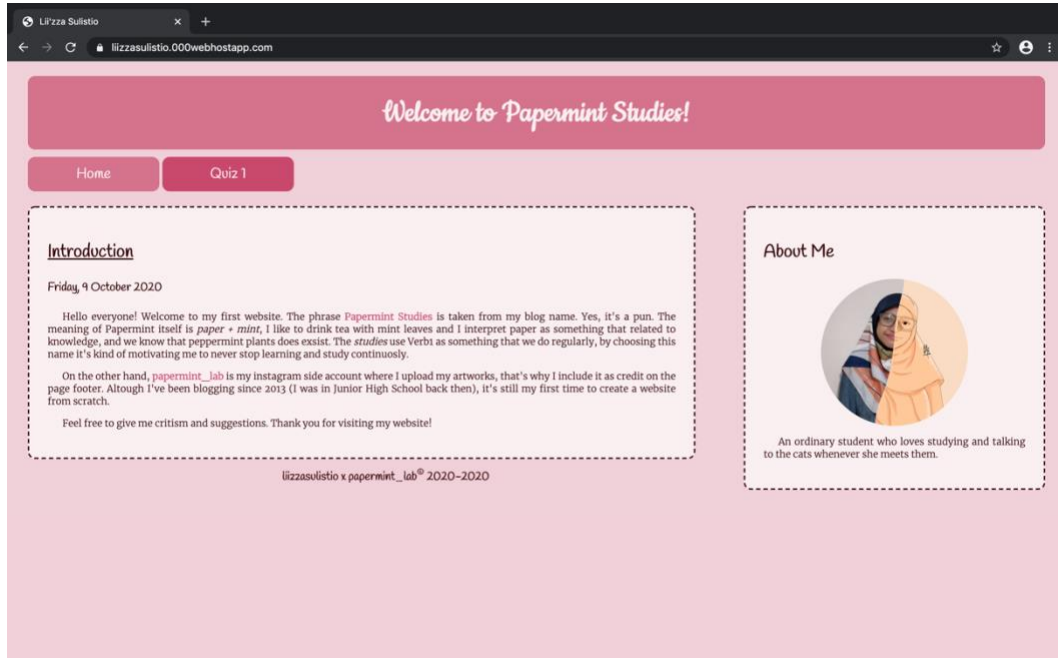 Lii'zza Sulistio
liizzasulistio.000webhostapp.com
Welcome to Papermint Studies!
Home
Quiz 1
Introduction
Friday, 9 October 2020
Hello everyone! Welcome to my first website. The phrase Papermint Studies is taken from my blog name. Yes, it's a pun. The
meaning of Papermint itself is paper + mint, I like to drink tea with mint leaves and I interpret paper as something that related to
knowledge, and we know that peppermint plants does exsist. The studies use Verb1 as something that we do regularly, by choosing this
name it's kind of motivating me to never stop learning and study continuosly.
On the other hand, papermint_lab is my instagram side account where I upload my artworks, that's why I include it as credit on the
page footer. Altough I've been blogging since 2013 (I was in Junior High School back then), it's still my first time to create a website
from scratch.
Feel free to give me critism and suggestions. Thank you for visiting my website!
liizzasulistio x papermint_lab© 2020-2020
About Me
An ordinary student who loves studying and talking
to the cats whenever she meets them.